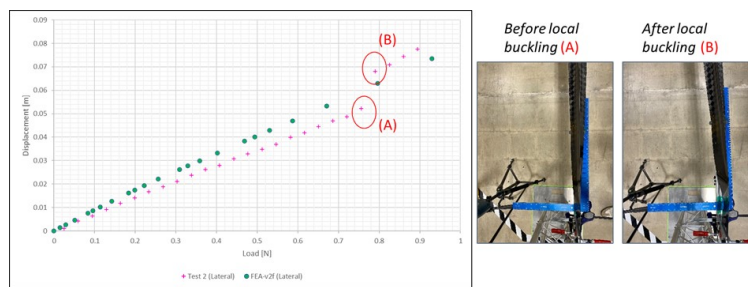 0.09
0.08
0.07
0.06
0.05
0.04
0.03
0.02
0.01
0
Displacement [m]
(B)
(A)
0 0.1 0.2 0.3 0.4 0.5 0.6 0.7 0.8 0.9 1
Load [N]
Test 2 (Lateral) FEA-v2f (Lateral)
Before local
buckling (A)
After local
buckling (B)